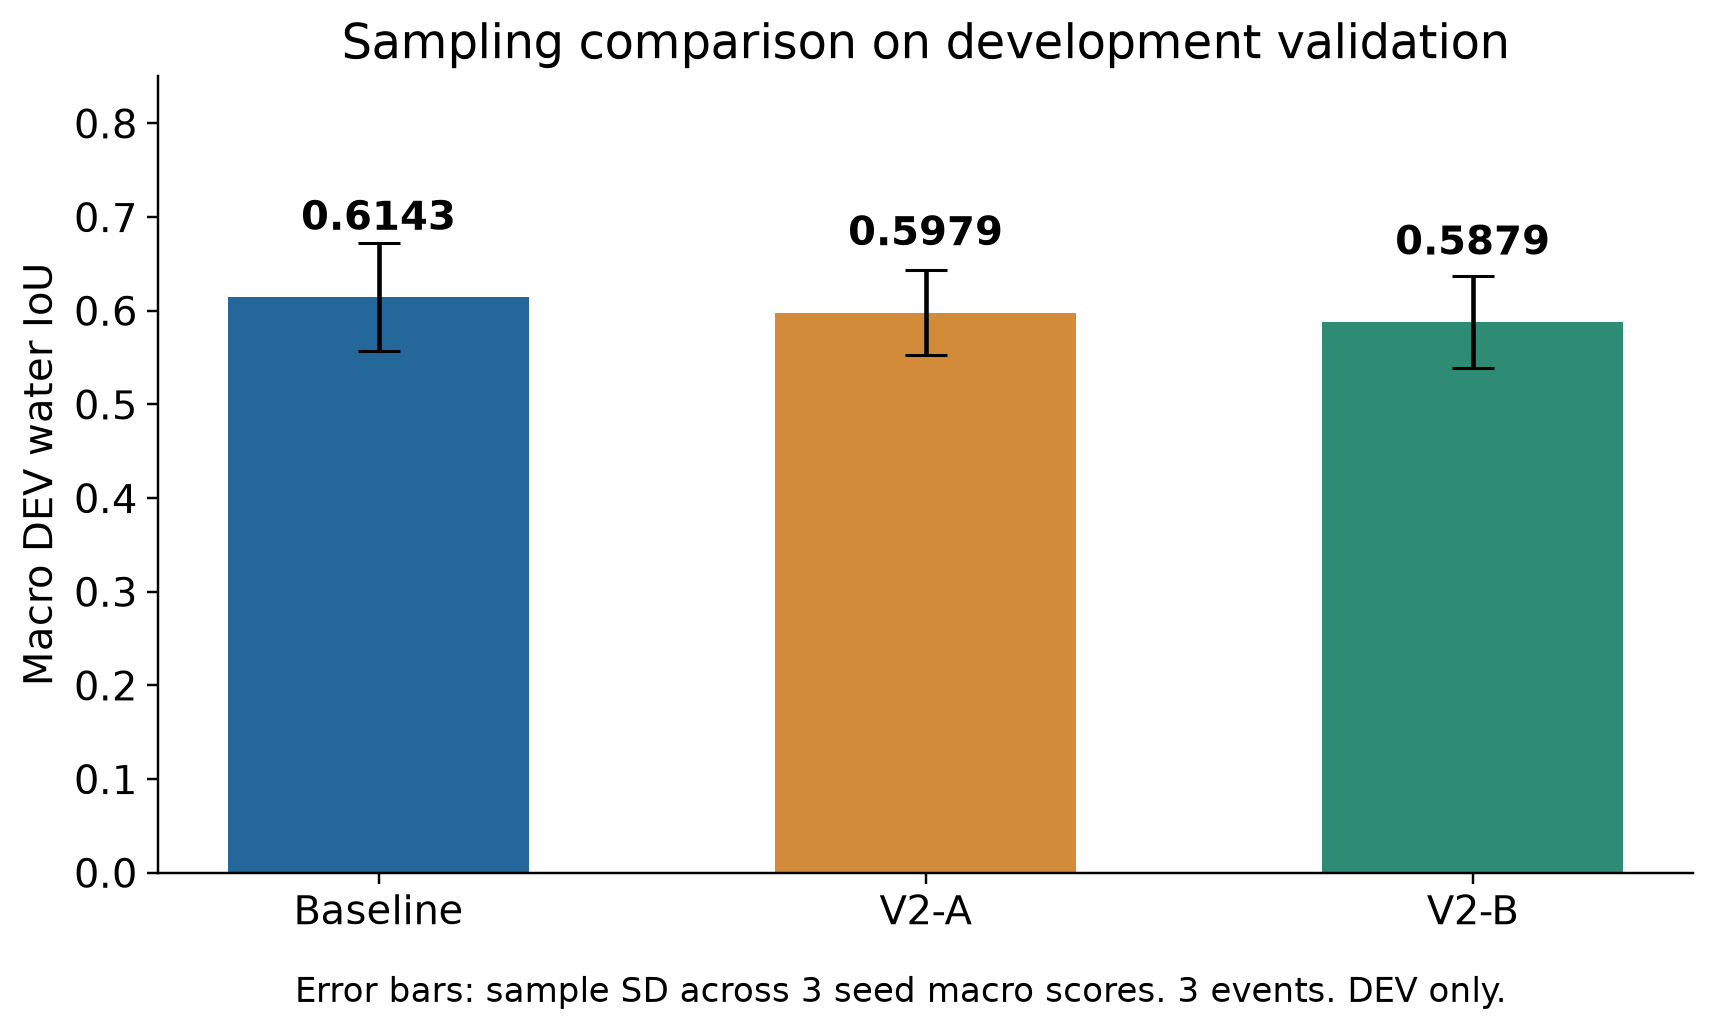 Sampling comparison on development validation
Macro DEV water IoU
0.8
0.7
0.6
0.5
0.4
0.3
0.2
0.1
0.0
0.6143
0.5979
0.5879
Baseline
V2-A
V2-B
Error bars: sample SD across 3 seed macro scores. 3 events. DEV only.